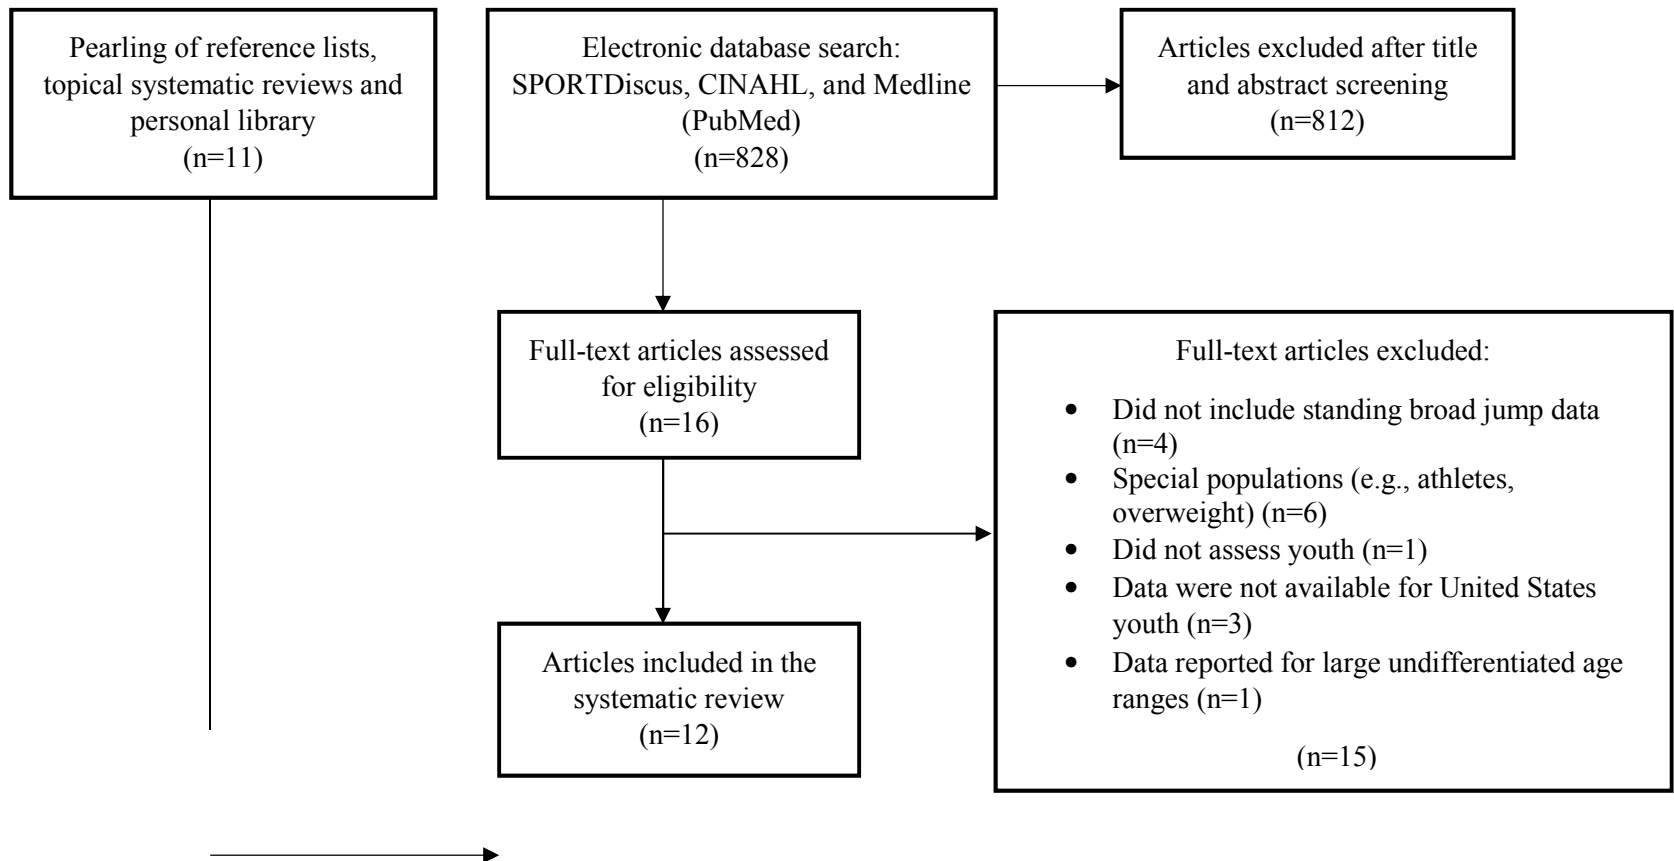 Pearling of reference lists,
topical systematic reviews and
personal library
(n=11)
Electronic database search:
SPORTDiscus, CINAHL, and Medline
(PubMed)
(n=828)
Articles excluded after title
and abstract screening
(n=812)
Full-text articles assessed
for eligibility
(n=16)
Full-text articles excluded:
• Did not include standing broad jump data
(n=4)
• Special populations (e.g., athletes,
overweight) (n=6)
• Did not assess youth (n=1)
• Data were not available for United States
youth (n=3)
• Data reported for large undifferentiated age
ranges (n=1)
(n=15)
Articles included in the
systematic review
(n=12)